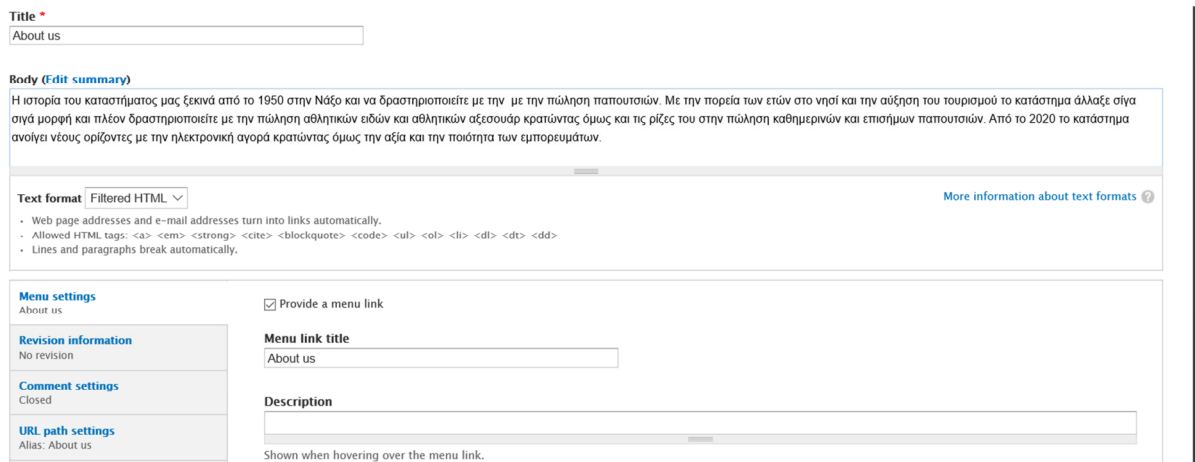 Title *
About us
Body (Edit summary)
Η ιστορία του καταστήματος μας ξεκινά από το 1950 στην Νάξο και να δραστηριοποιείτε με την  με την πώληση παπουτσιών. Με την πορεία των ετών στο νησί και την αύξηση του τουρισμού το κατάστημα άλλαξε σίγα
σιγά μορφή και πλέον δραστηριοποιείτε με την πώληση αθλητικών ειδών και αθλητικών αξεσουάρ κρατώντας όμως και τις ρίζες του στην πώληση καθημερινών και επισήμων παπουτσιών. Από το 2020 το κατάστημα
ανοίγει νέους ορίζοντες με την ηλεκτρονική αγορά κρατώντας όμως την αξία και την ποιότητα των εμπορευμάτων.
Text format Filtered HTML
More information about text formats ?
• Web page addresses and e-mail addresses turn into links automatically.
• Allowed HTML tags: <a> <em> <strong> <cite> <blockquote> <code> <ul> <ol> <li> <dl> <dt> <dd>
• Lines and paragraphs break automatically.
Menu settings
About us
Revision information
No revision
Comment settings
Closed
URL path settings
Alias: About us
Provide a menu link
Menu link title
About us
Description
Shown when hovering over the menu link.